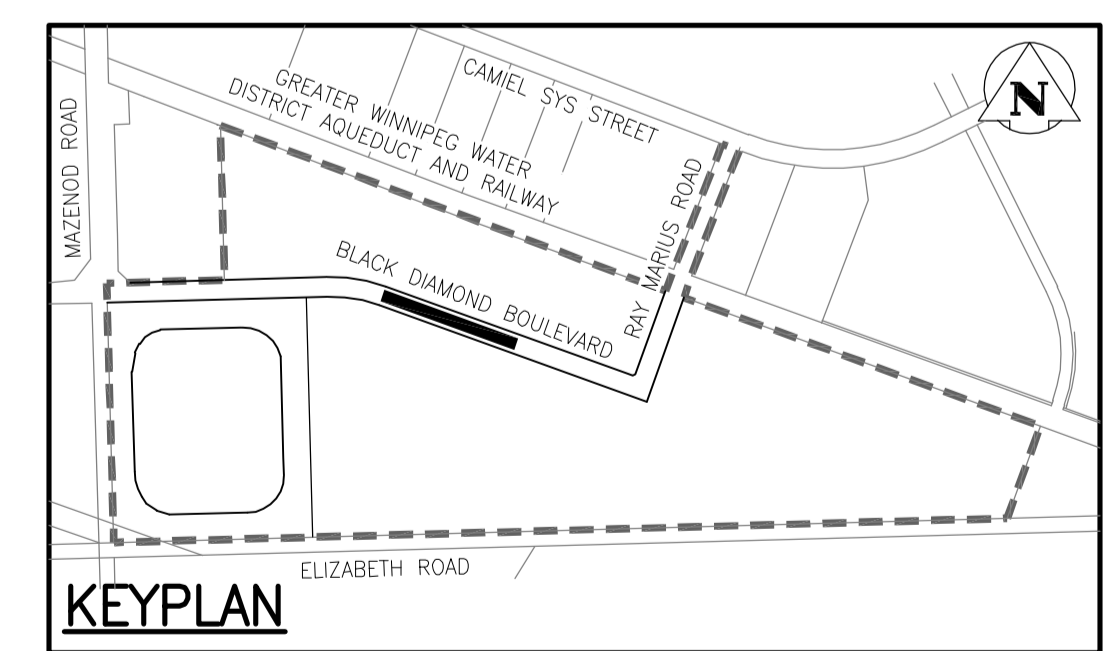 CAMIEL SYS STREET
N
GREATER WINNIPEG WATER
DISTRICT AQUEDUCT AND RAILWAY
MAZENOD ROAD
RAY MARIUS ROAD
BLACK DIAMOND BOULEVARD
ELIZABETH ROAD
KEYPLAN